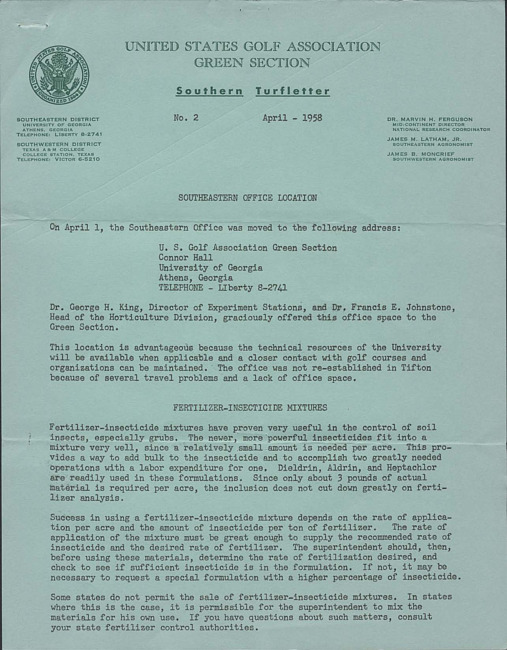 UNITED STATES GOLF ASSOCIATION
GREEN SECTION
Southern Turfletter
No. 2 April - 1958
SOUTHEASTERN DISTRICT
UNIVERSITY OF GEORGIA
ATHENS, GEORGIA
TELEPHONE: LIBERTY 8-2741
SOUTHWESTERN DISTRICT
TEXAS A & M COLLEGE
COLLEGE STATION, TEXAS
TELEPHONE: VICTOR 6-5210
DR. MARVIN H. FERGUSON
MID-CONTINENT DIRECTOR
NATIONAL RESEARCH COORDINATOR
JAMES M. LATHAM, JR.
SOUTHEASTERN AGRONOMIST
JAMES B. MONCRIEF
SOUTHWESTERN AGRONOMIST
SOUTHEASTERN OFFICE LOCATION
On April 1, the Southeastern Office was moved to the following address:
U. S. Golf Association Green Section
Connor Hall
University of Georgia
Athens, Georgia
TELEPHONE - LIberty 8-2741
Dr. George H. King, Director of Experiment Stations, and Dr. Francis E. Johnstone,
Head of the Horticulture Division, graciously offered this office space to the
Green Section.
This location is advantageous because the technical resources of the University
will be available when applicable and a closer contact with golf courses and
organizations can be maintained. The office was not re-established in Tifton
because of several travel problems and a lack of office space.
FERTILIZER-INSECTICIDE MIXTURES
Fertilizer-insecticide mixtures have proven very useful in the control of soil
insects, especially grubs. The newer, more powerful insecticides fit into a
mixture very well, since a relatively small amount is needed per acre. This pro-
vides a way to add bulk to the insecticide and to accomplish two greatly needed
operations with a labor expenditure for one. Dieldrin, Aldrin, and Heptachlor
are readily used in these formulations. Since only about 3 pounds of actual
material is required per acre, the inclusion does not cut down greatly on ferti-
lizer analysis.
Success in using a fertilizer-insecticide mixture depends on the rate of applica-
tion per acre and the amount of insecticide per ton of fertilizer. The rate of
application of the mixture must be great enough to supply the recommended rate of
insecticide and the desired rate of fertilizer. The superintendent should, then,
before using these materials, determine the rate of fertilization desired, and
check to see if sufficient insecticide is in the formulation. If not, it may be
necessary to request a special formulation with a higher percentage of insecticide.
Some states do not permit the sale of fertilizer-insecticide mixtures. In states
where this is the case, it is permissible for the superintendent to mix the
materials for his own use. If you have questions about such matters, consult
your state fertilizer control authorities.